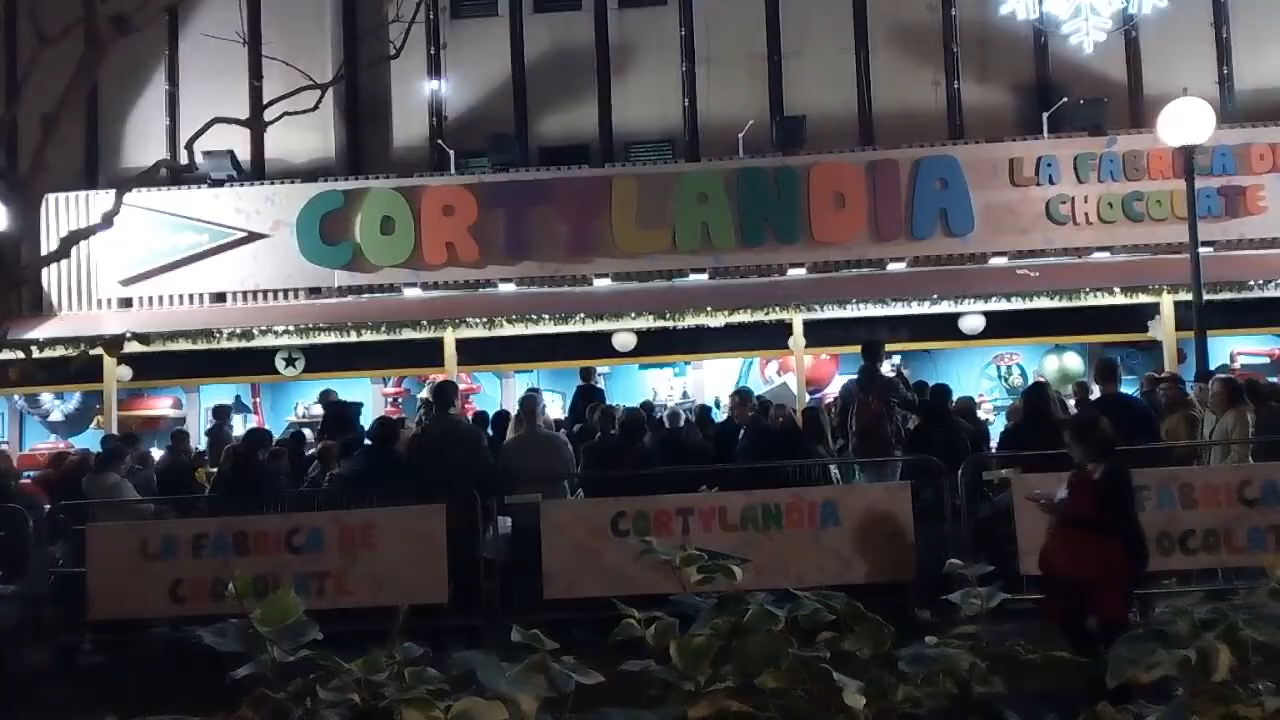 CORTYLANDIA
LA FÁBRICA DE
CHOCOLATE
LA FÁBRICA DE
CHOCOLATE
CORTYLANDIA
FÁBRICA
CHOCOLAT